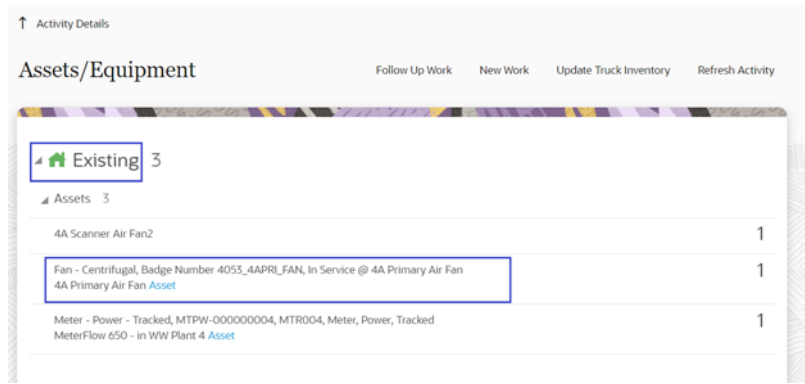 Activity Details
Assets/Equipment
Follow Up Work New Work Update Truck Inventory Refresh Activity
Existing 3
Assets 3
4A Scanner Air Fan2 1
Fan - Centrifugal, Badge Number 4053_4APRI_FAN, In Service @ 4A Primary Air Fan 1
4A Primary Air Fan Asset
Meter - Power - Tracked, MTPW-000000004, MTR004, Meter, Power, Tracked 1
MeterFlow 650 - in WW Plant 4 Asset